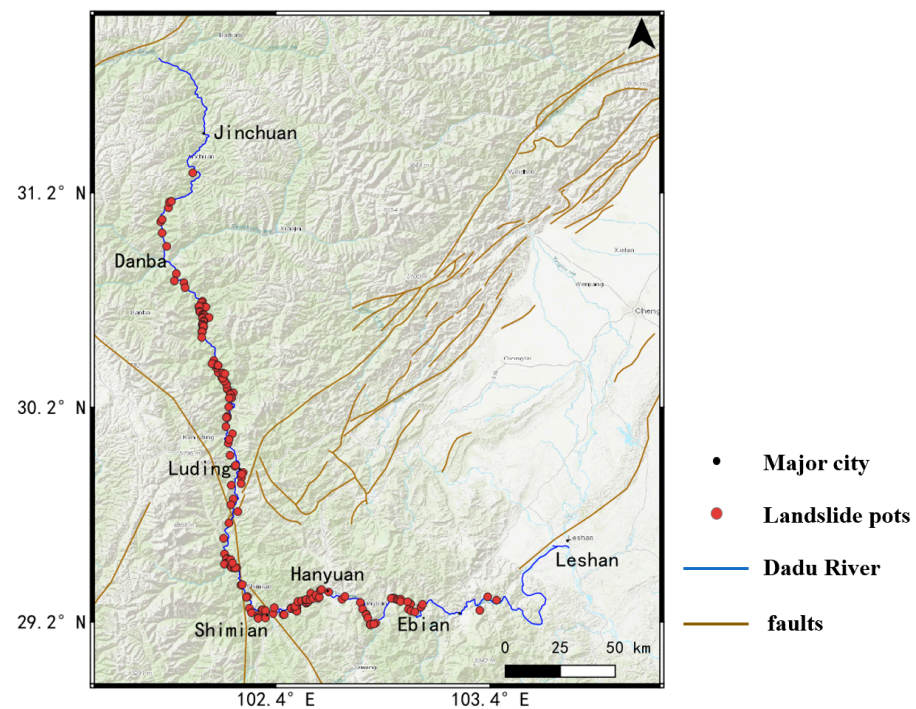 Jinchuan
31.2° N
Danba
30.2° N
Luding
Hanyuan
Leshan
Leshan
29.2° N
Shimian
Ebian
0 25 50 km
102.4° E
103.4° E
Major city
Landslide pots
Dadu River
faults